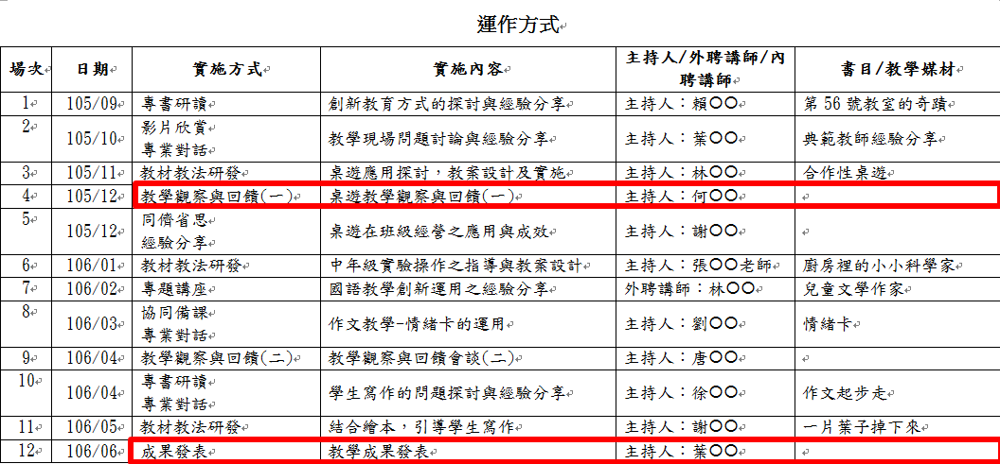 運作方式
場次 日期 實施方式 實施內容 主持人/外聘講師/內聘講師 書目/教學媒材
1 105/09 專書研讀 創新教育方式的探討與經驗分享 主持人：賴〇〇 第 56 號教室的奇蹟
2 105/10 影片欣賞 專業對話 教學現場問題討論與經驗分享 主持人：葉〇〇 典範教師經驗分享
3 105/11 教材教法研發 桌遊應用探討，教案設計及實施 主持人：林〇〇 合作性桌遊
4 105/12 教學觀察與回饋(一) 桌遊教學觀察與回饋(一) 主持人：何〇〇
5 105/12 同儕省思 經驗分享 桌遊在班級經營之應用與成效 主持人：謝〇〇
6 106/01 教材教法研發 中年級實驗操作之指導與教案設計 主持人：張〇〇老師 廚房裡的小小科學家
7 106/02 專題講座 國語教學創新運用之經驗分享 外聘講師：林〇〇 兒童文學作家
8 106/03 協同備課 專業對話 作文教學-情緒卡的運用 主持人：劉〇〇 情緒卡
9 106/04 教學觀察與回饋(二) 教學觀察與回饋會談(二) 主持人：唐〇〇
10 106/04 專書研讀 專業對話 學生寫作的問題探討與經驗分享 主持人：徐〇〇 作文起步走
11 106/05 教材教法研發 結合繪本，引導學生寫作 主持人：謝〇〇 一片葉子掉下來
12 106/06 成果發表 教學成果發表 主持人：葉〇〇